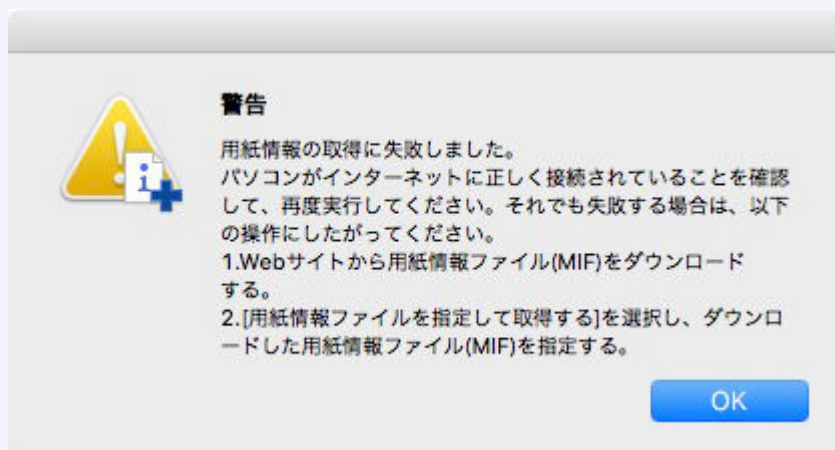 警告
用紙情報の取得に失敗しました。
パソコンがインターネットに正しく接続されていることを確認
して、再度実行してください。それでも失敗する場合は、以下
の操作にしたがってください。
1.Webサイトから用紙情報ファイル(MIF)をダウンロード
する。
2.[用紙情報ファイルを指定して取得する]を選択し、ダウンロ
ードした用紙情報ファイル(MIF)を指定する。
OK